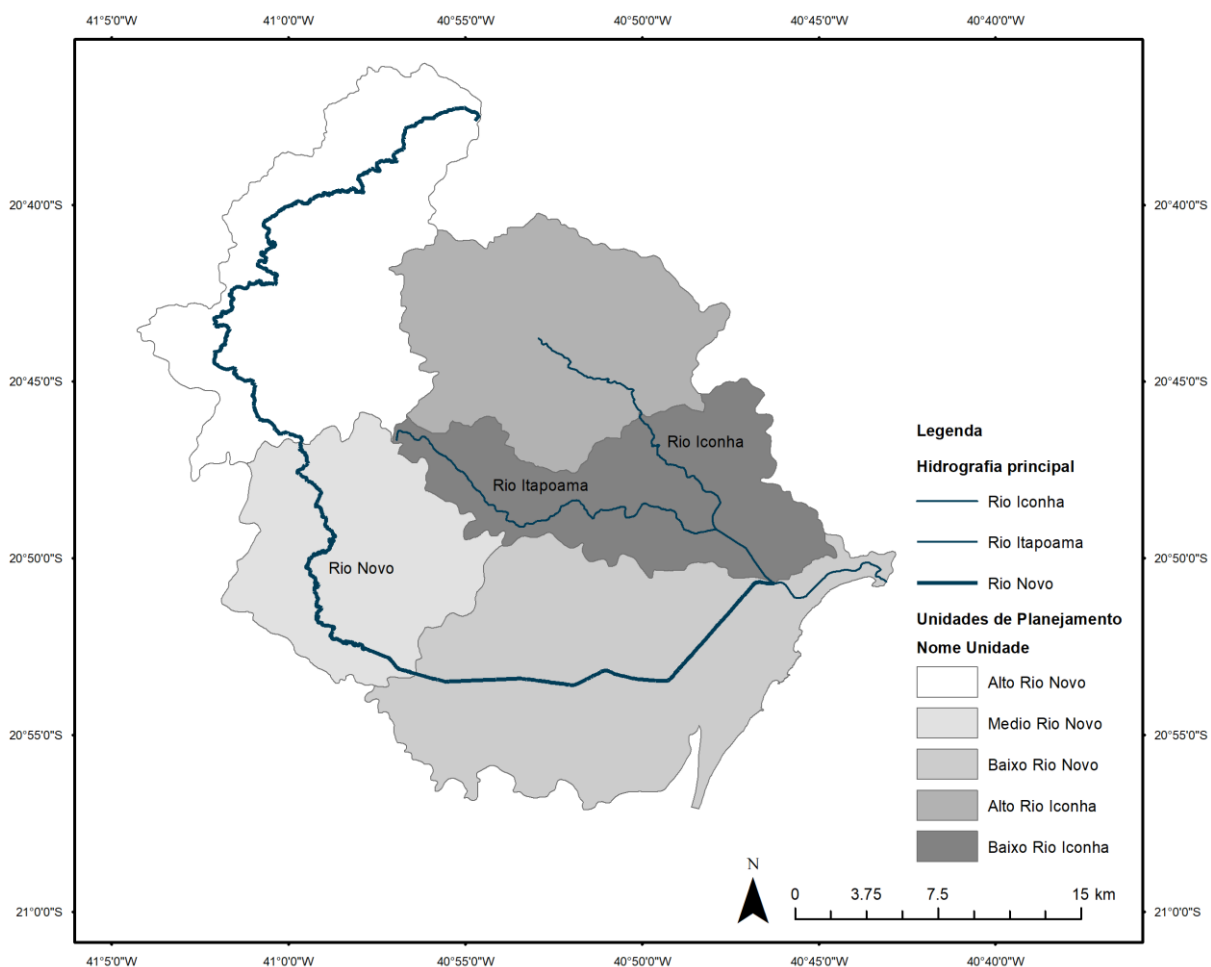 41°5'0"W 41°0'0"W 40°55'0"W 40°50'0"W 40°45'0"W 40°40'0"W
20°40'0"S 20°40'0"S
20°45'0"S 20°45'0"S
Rio Iconha
Rio Itapoama
20°50'0"S 20°50'0"S
Rio Novo
20°55'0"S 20°55'0"S
21°0'0"S 21°0'0"S
Legenda
Hidrografia principal
Rio Iconha
Rio Itapoama
Rio Novo
Unidades de Planejamento
Nome Unidade
Alto Rio Novo
Medio Rio Novo
Baixo Rio Novo
Alto Rio Iconha
Baixo Rio Iconha
N
0 3.75 7.5 15 km
41°5'0"W 41°0'0"W 40°55'0"W 40°50'0"W 40°45'0"W 40°40'0"W